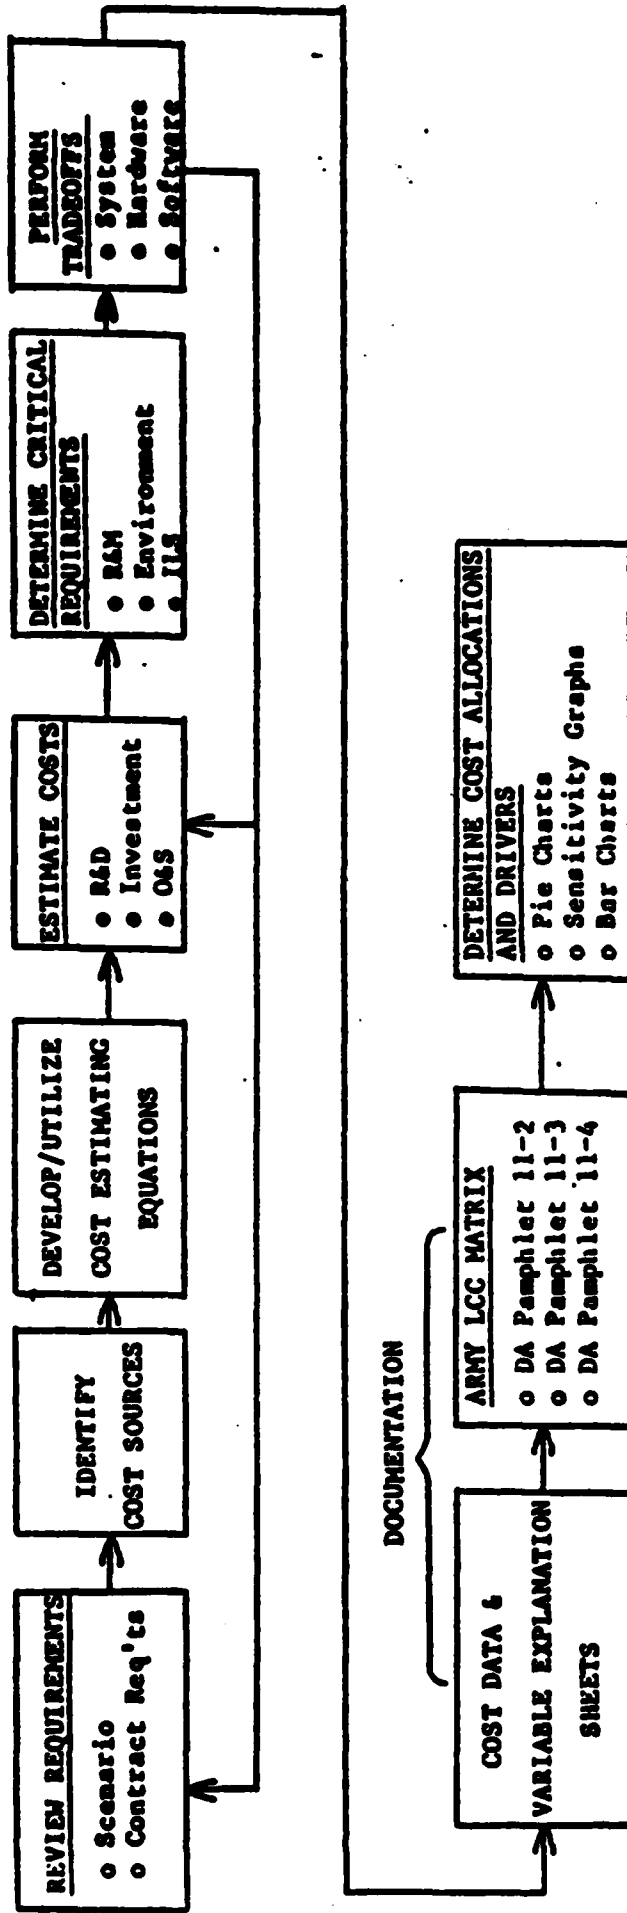 REVIEW REQUIREMENTS
o Scenario
o Contract Req'ts
IDENTIFY
COST SOURCES
DEVELOP/UTILIZE
COST ESTIMATING
EQUATIONS
ESTIMATE COSTS
● R&D
● Investment
● O&S
DETERMINE CRITICAL
REQUIREMENTS
● R&M
● Environment
● ILS
PERFORM
TRADEOFFS
● System
● Hardware
● Software
DOCUMENTATION
COST DATA &
VARIABLE EXPLANATION
SHEETS
ARMY LCC MATRIX
o DA Pamphlet 11-2
o DA Pamphlet 11-3
o DA Pamphlet 11-4
DETERMINE COST ALLOCATIONS
AND DRIVERS
o Pie Charts
o Sensitivity Graphs
o Bar Charts